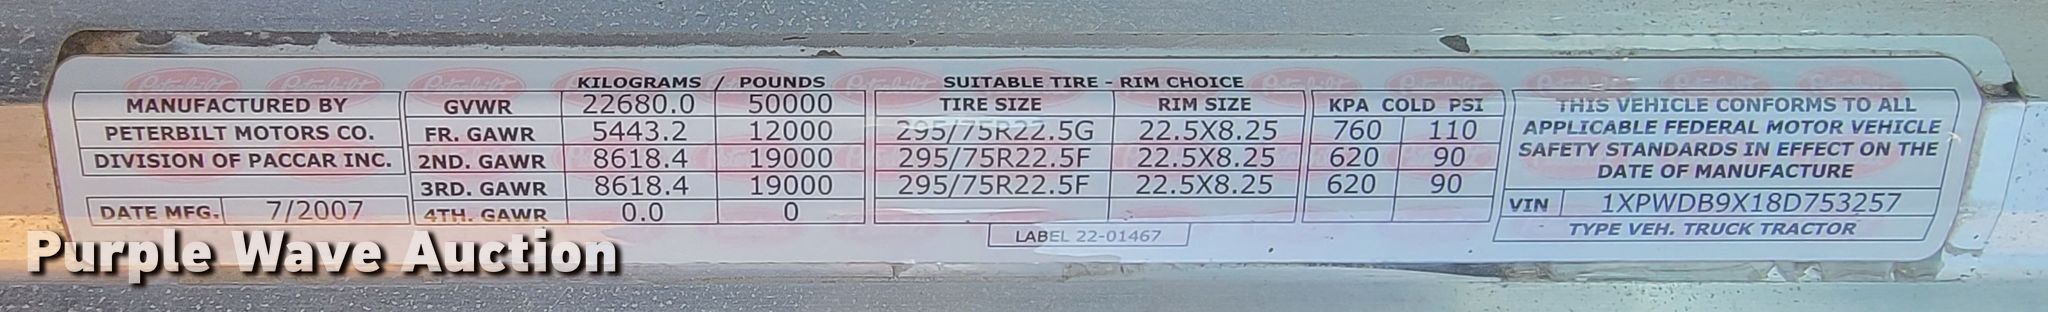 KILOGRAMS / POUNDS SUITABLE TIRE - RIM CHOICE
MANUFACTURED BY GVWR 22680.0 50000 TIRE SIZE RIM SIZE KPA COLD PSI THIS VEHICLE CONFORMS TO ALL
PETERBILT MOTORS CO. FR. GAWR 5443.2 12000 295/75R22.5G 22.5X8.25 760 110 APPLICABLE FEDERAL MOTOR VEHICLE
DIVISION OF PACCAR INC. 2ND. GAWR 8618.4 19000 295/75R22.5F 22.5X8.25 620 90 SAFETY STANDARDS IN EFFECT ON THE
3RD. GAWR 8618.4 19000 295/75R22.5F 22.5X8.25 620 90 DATE OF MANUFACTURE
DATE MFG. 7/2007 4TH. GAWR 0.0 0 VIN 1XPWDB9X18D753257
LABEL 22-01467 TYPE VEH. TRUCK TRACTOR
Purple Wave Auction